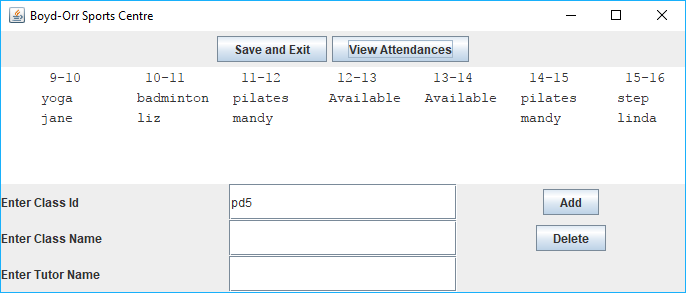 Boyd-Orr Sports Centre
Save and Exit View Attendances
9-10 10-11 11-12 12-13 13-14 14-15 15-16
yoga badminton pilates Available Available pilates step
jane liz mandy mandy linda
Enter Class Id pd5 Add
Enter Class Name Delete
Enter Tutor Name